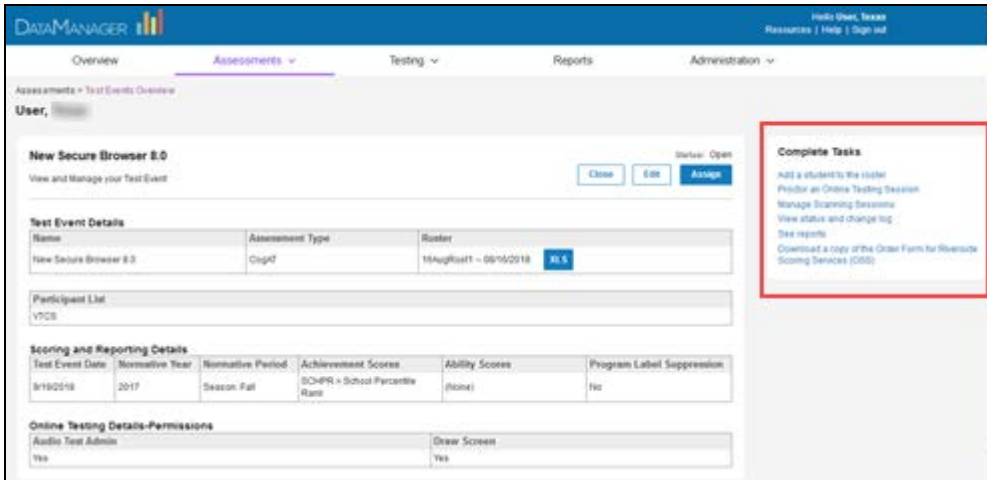 DATAMANAGER
Hello User, Texas
Resources | Help | Sign out
Overview
Assessments
Testing
Reports
Administration
Assessments > Test Events Overview
User,
New Secure Browser 8.0
Status: Open
View and Manage your Test Event
Close
Edit
Assign
Test Event Details
Name
Assessment Type
Roster
New Secure Browser 8.0
CogAT
16AugRost1 – 08/16/2018
XLS
Participant List
VTCS
Scoring and Reporting Details
Test Event Date
Normative Year
Normative Period
Achievement Scores
Ability Scores
Program Label Suppression
9/19/2018
2017
Season: Fall
SCHPR = School Percentile
Rank
(None)
No
Online Testing Details-Permissions
Audio Test Admin
Draw Screen
Yes
Yes
Complete Tasks
Add a student to the roster
Proctor an Online Testing Session
Manage Scanning Sessions
View status and change log
See reports
Download a copy of the Order Form for Riverside
Scoring Services (OSS)